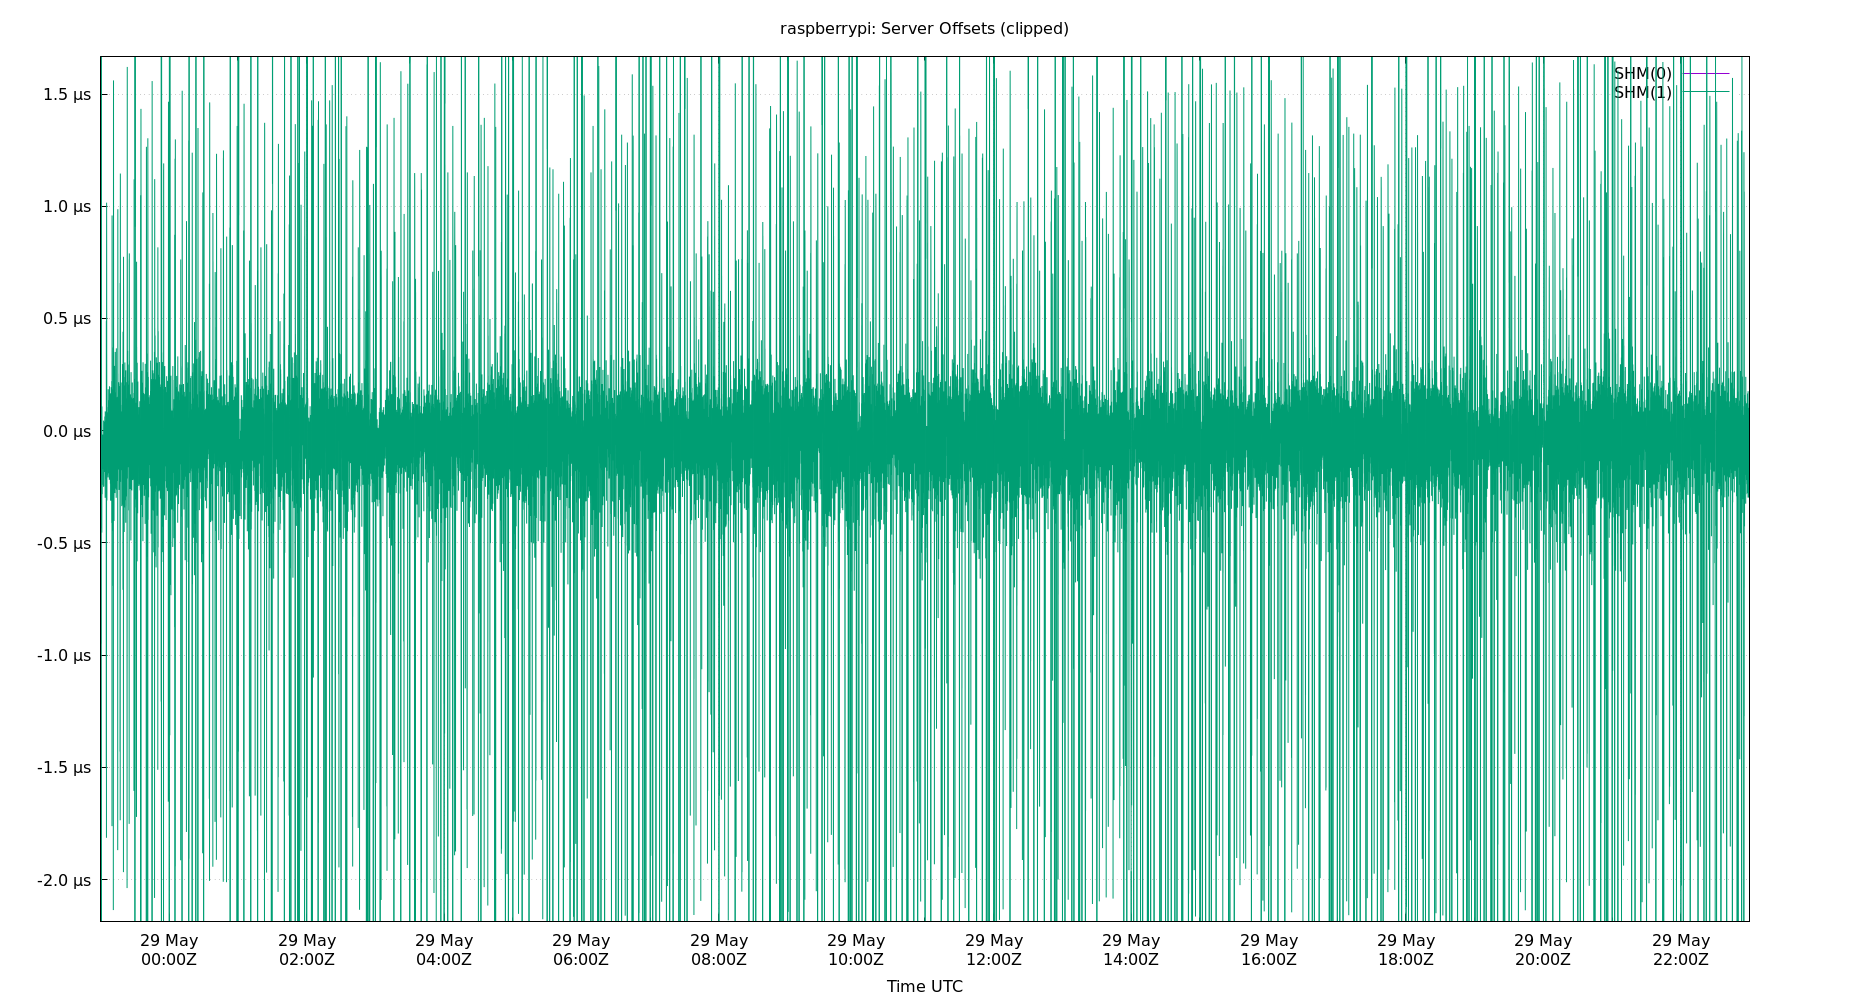 raspberrypi: Server Offsets (clipped)
SHM(0)
SHM(1)
1.5 µs
1.0 µs
0.5 µs
0.0 µs
-0.5 µs
-1.0 µs
-1.5 µs
-2.0 µs
29 May 29 May 29 May 29 May 29 May 29 May 29 May 29 May 29 May 29 May 29 May 29 May
00:00Z 02:00Z 04:00Z 06:00Z 08:00Z 10:00Z 12:00Z 14:00Z 16:00Z 18:00Z 20:00Z 22:00Z
Time UTC